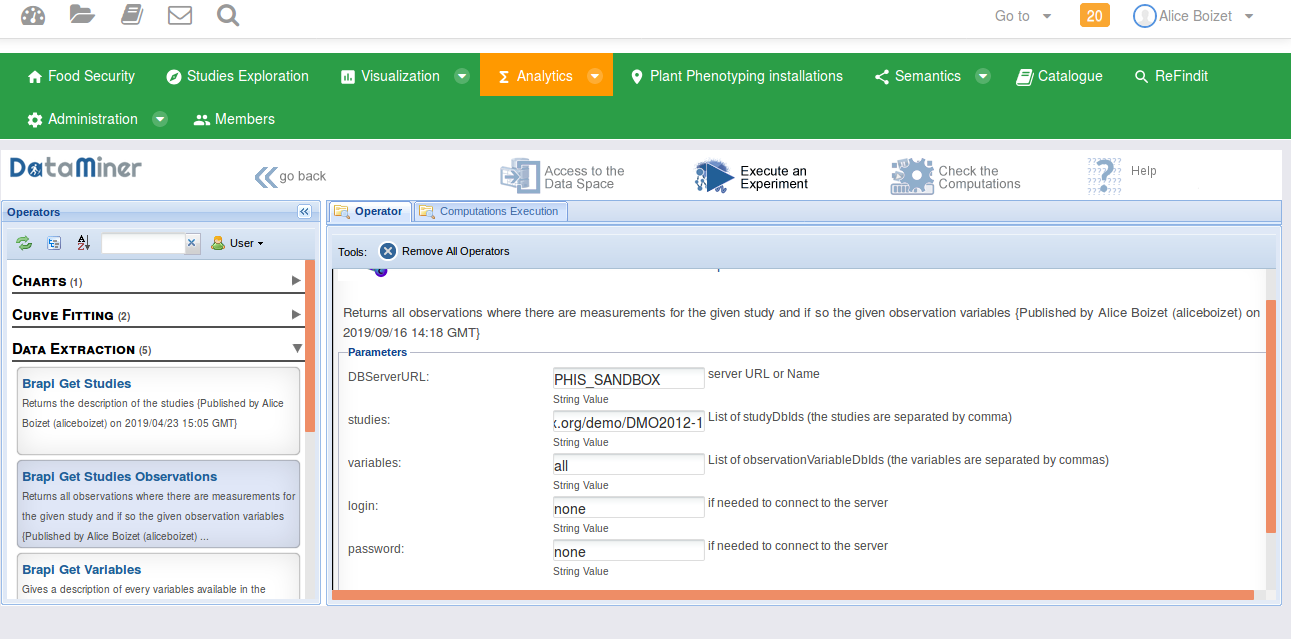 Go to
20
Alice Boizet
Food Security
Studies Exploration
Visualization
Analytics
Plant Phenotyping installations
Semantics
Catalogue
ReFindit
Administration
Members
DataMiner
go back
Access to the
Data Space
Execute an
Experiment
Check the
Computations
Help
Operators
Operator
Computations Execution
User
Tools:
Remove All Operators
CHARTS (1)
CURVE FITTING (2)
DATA EXTRACTION (5)
BrapI Get Studies
Returns the description of the studies {Published by Alice
Boizet (aliceboizet) on 2019/04/23 15:05 GMT}
BrapI Get Studies Observations
Returns all observations where there are measurements for
the given study and if so the given observation variables
{Published by Alice Boizet (aliceboizet) ...
BrapI Get Variables
Gives a description of every variables available in the
Returns all observations where there are measurements for the given study and if so the given observation variables {Published by Alice Boizet (aliceboizet) on
2019/09/16 14:18 GMT}
Parameters
DBServerURL:
PHIS_SANDBOX
server URL or Name
String Value
studies:
x.org/demo/DMO2012-1
List of studyDbIds (the studies are separated by comma)
String Value
variables:
all
List of observationVariableDbIds (the variables are separated by commas)
String Value
login:
none
if needed to connect to the server
String Value
password:
none
if needed to connect to the server
String Value